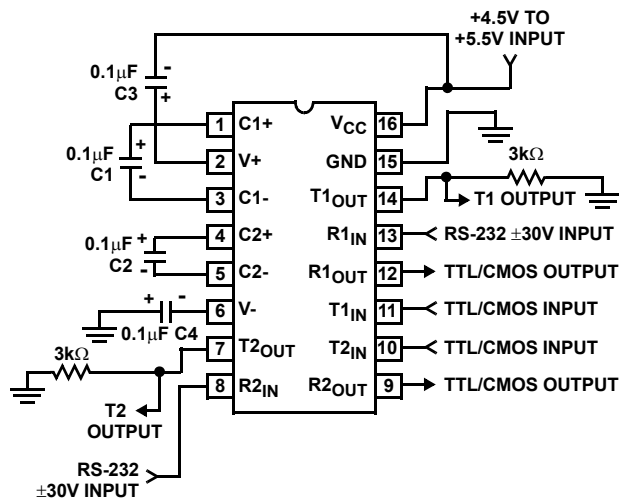 +4.5V TO
+5.5V INPUT
0.1μF
-
C3
+
1 C1+ VCC 16
+
0.1μF
C1
-
2 V+ GND 15
3kΩ
3 C1- T1OUT 14
T1 OUTPUT
4 C2+ R1IN 13 RS-232 ±30V INPUT
+
0.1μF
C2
-
5 C2- R1OUT 12 TTL/CMOS OUTPUT
+ -
6 V- T1IN 11 TTL/CMOS INPUT
0.1μF C4
3kΩ
7 T2OUT T2IN 10 TTL/CMOS INPUT
8 R2IN R2OUT 9 TTL/CMOS OUTPUT
T2
OUTPUT
RS-232
±30V INPUT